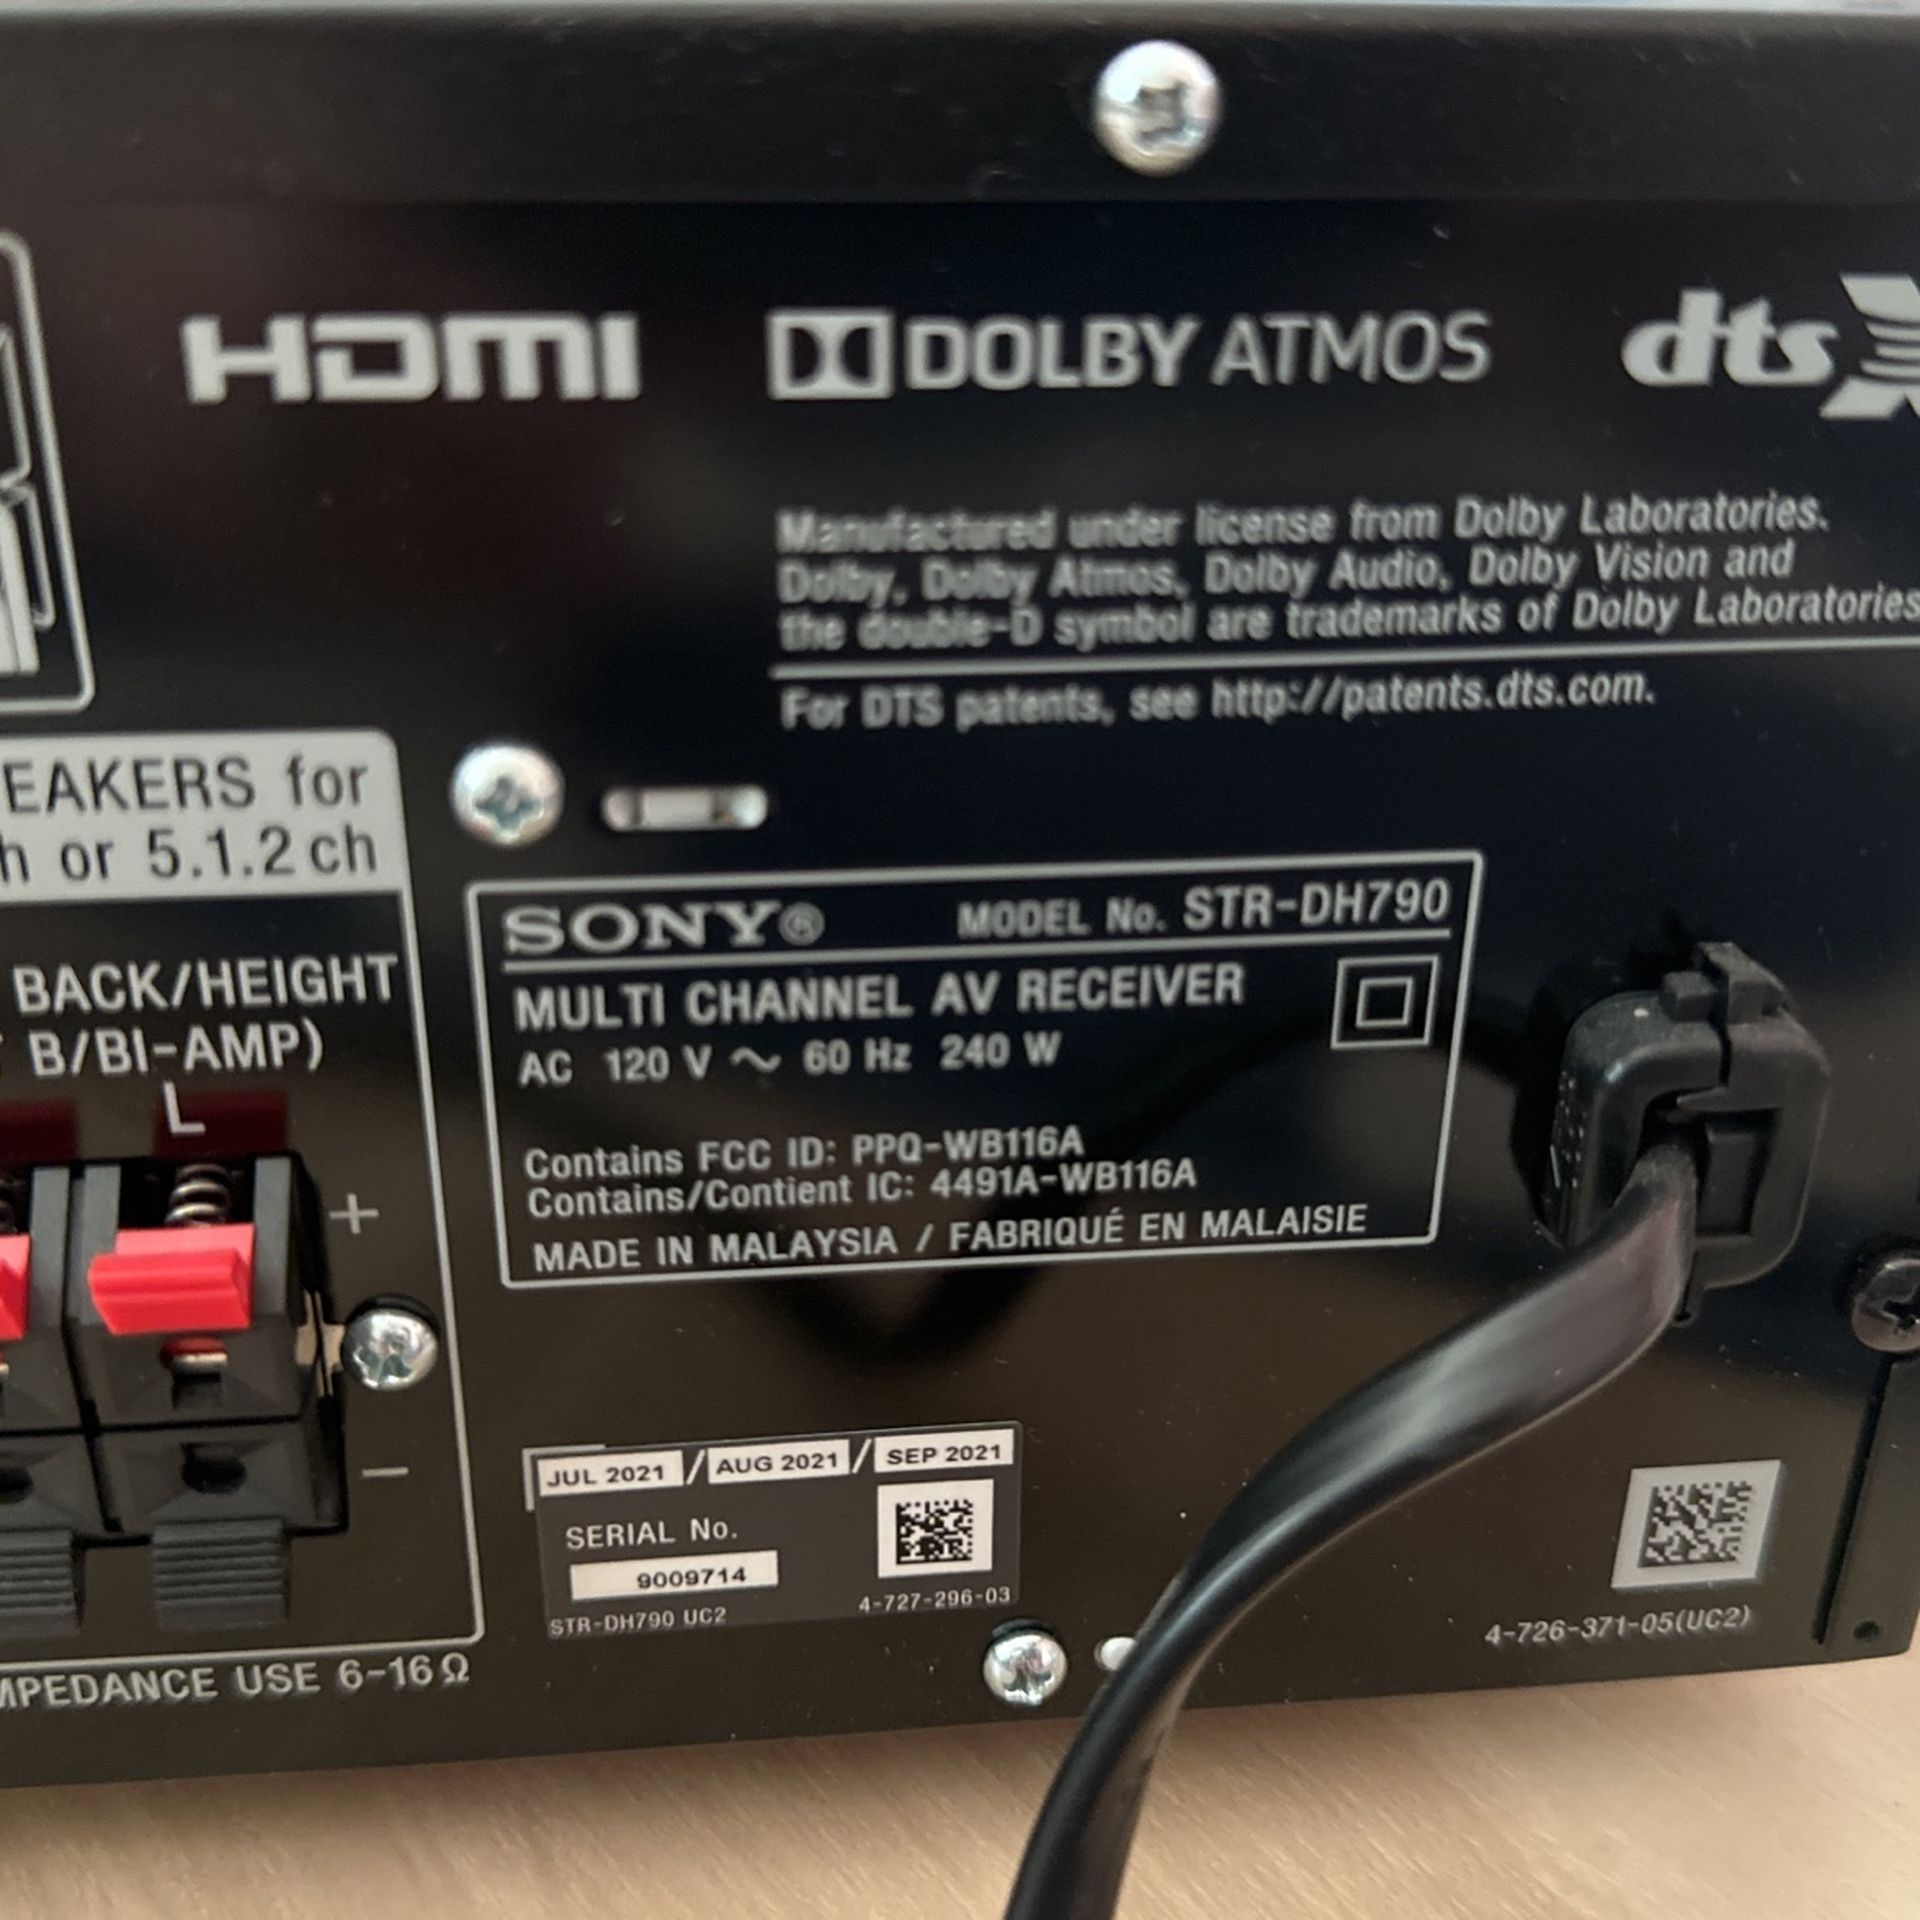 HDMI
DOLBY ATMOS
dts X
Manufactured under license from Dolby Laboratories.
Dolby, Dolby Atmos, Dolby Audio, Dolby Vision and
the double-D symbol are trademarks of Dolby Laboratories
For DTS patents, see http://patents.dts.com.
EAKERS for
h or 5.1.2 ch
BACK/HEIGHT
B/BI-AMP)
L
+
−
MPEDANCE USE 6-16 Ω
SONY® MODEL No. STR-DH790
MULTI CHANNEL AV RECEIVER
AC 120 V ~ 60 Hz 240 W
Contains FCC ID: PPQ-WB116A
Contains/Contient IC: 4491A-WB116A
MADE IN MALAYSIA / FABRIQUÉ EN MALAISIE
JUL 2021 / AUG 2021 / SEP 2021
SERIAL No.
9009714
STR-DH790 UC2
4-727-296-03
4-726-371-05(UC2)